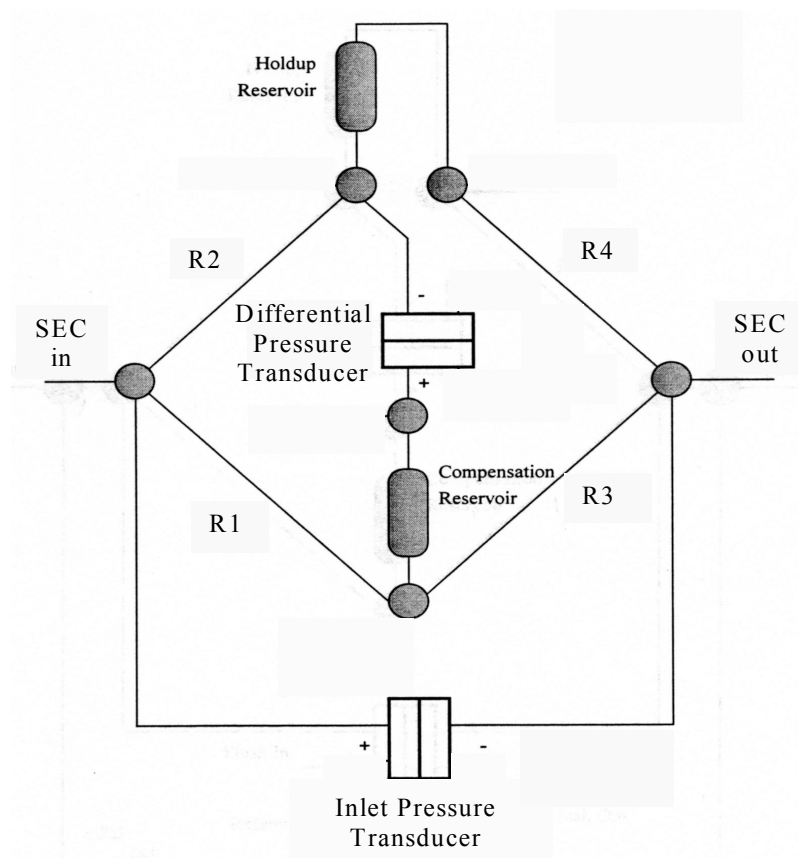 Holdup
Reservoir
R2
R4
SEC
in
Differential
Pressure
Transducer
-
+
SEC
out
Compensation
Reservoir
R1
R3
+
-
Inlet Pressure
Transducer